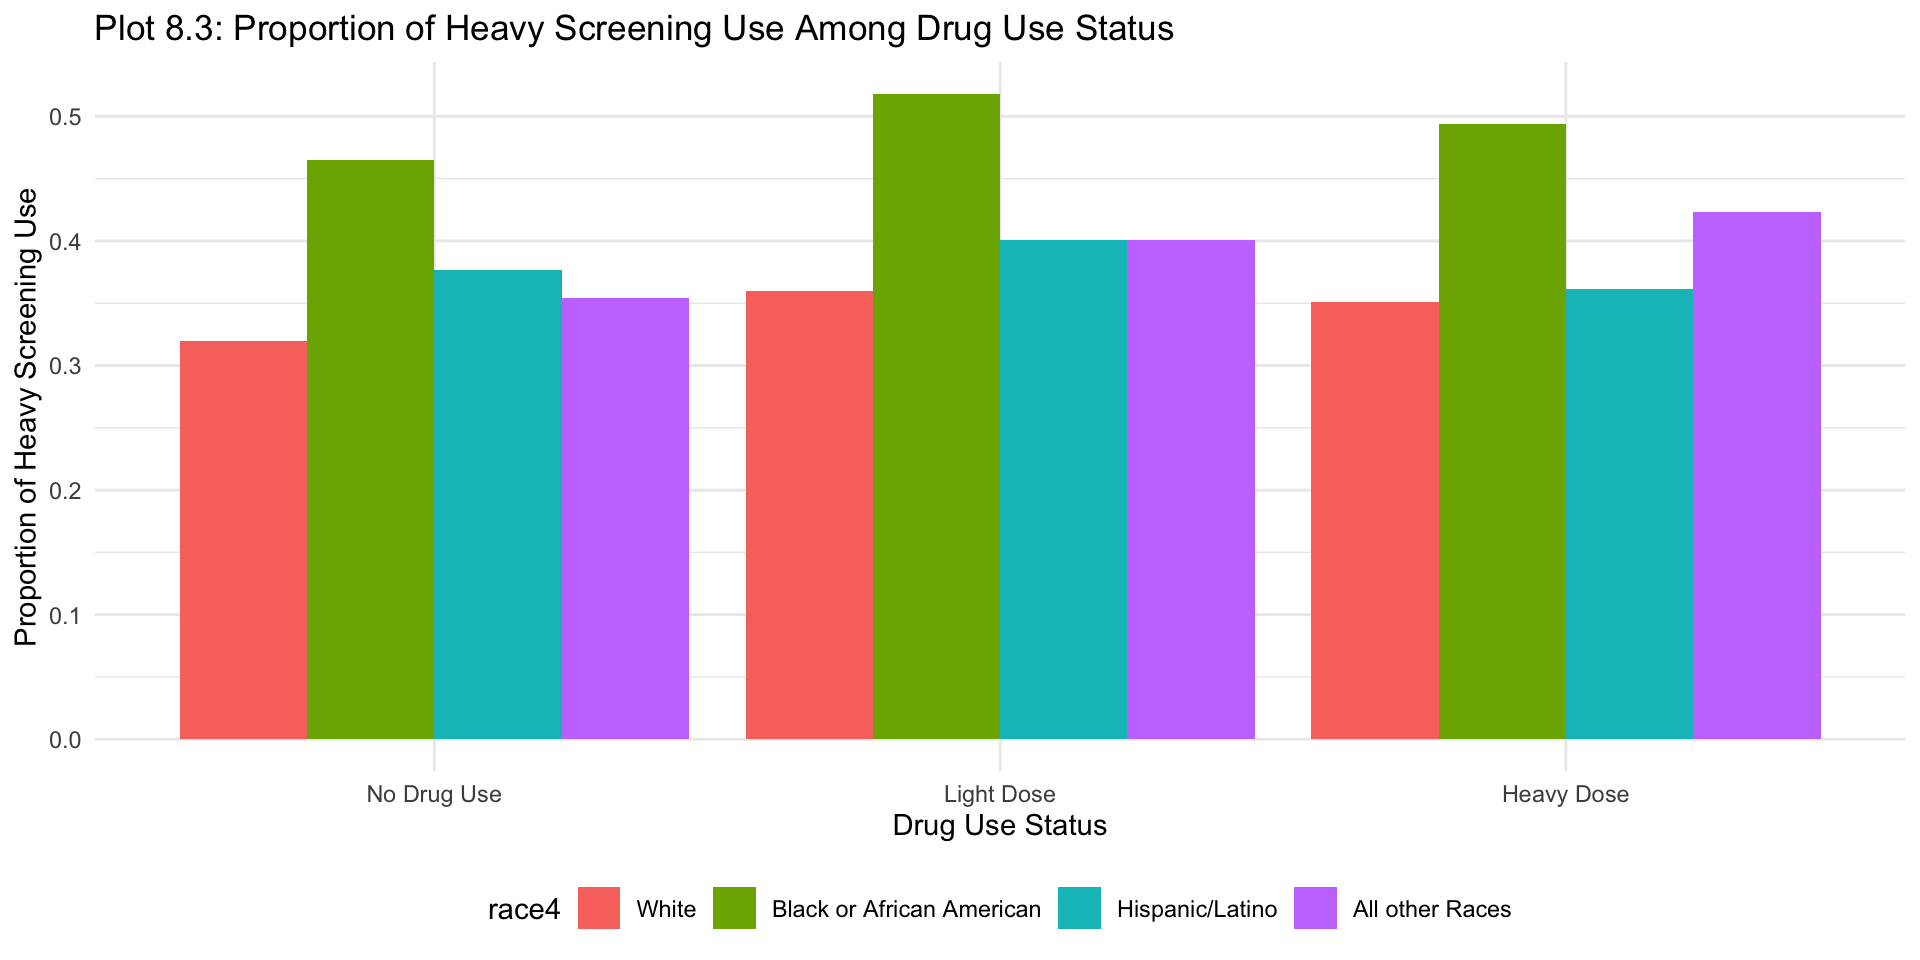 Plot 8.3: Proportion of Heavy Screening Use Among Drug Use Status
Proportion of Heavy Screening Use
0.5
0.4
0.3
0.2
0.1
0.0
No Drug Use Light Dose Heavy Dose
Drug Use Status
race4 White Black or African American Hispanic/Latino All other Races